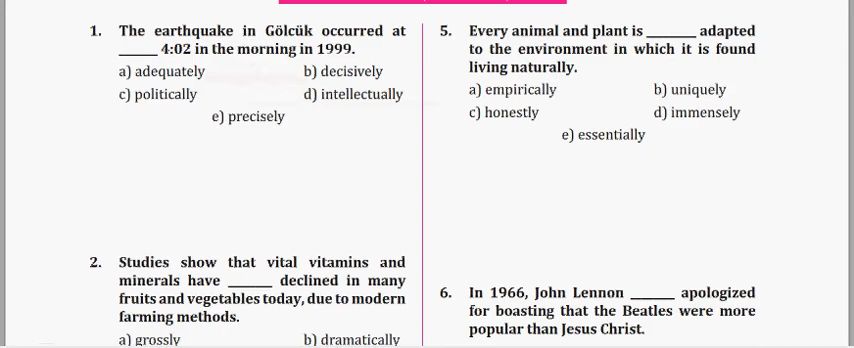 1. The earthquake in Gölcük occurred at
______ 4:02 in the morning in 1999.
a) adequately b) decisively
c) politically d) intellectually
e) precisely
2. Studies show that vital vitamins and
minerals have _______ declined in many
fruits and vegetables today, due to modern
farming methods.
a) grossly b) dramatically
5. Every animal and plant is ________ adapted
to the environment in which it is found
living naturally.
a) empirically b) uniquely
c) honestly d) immensely
e) essentially
6. In 1966, John Lennon _______ apologized
for boasting that the Beatles were more
popular than Jesus Christ.